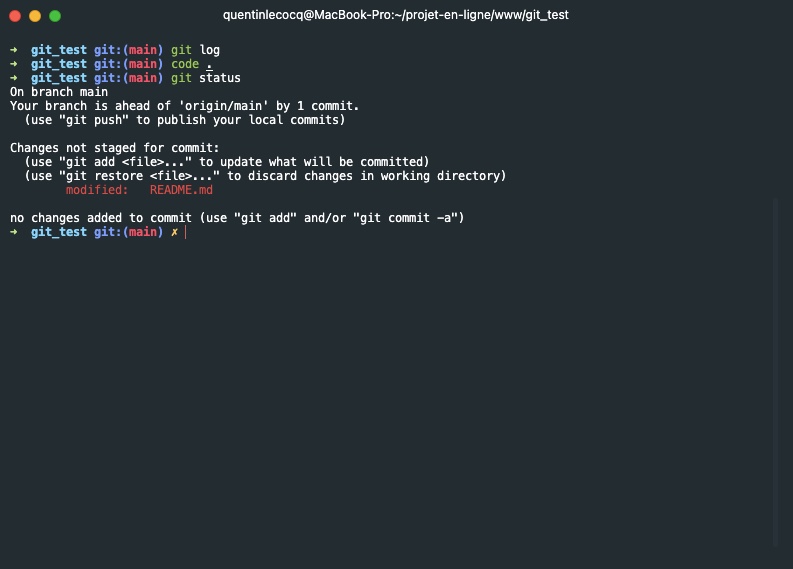 quentinlecocq@MacBook-Pro:~/projet-en-ligne/www/git_test
➜  git_test git:(main) git log
➜  git_test git:(main) code .
➜  git_test git:(main) git status
On branch main
Your branch is ahead of 'origin/main' by 1 commit.
  (use "git push" to publish your local commits)

Changes not staged for commit:
  (use "git add <file>..." to update what will be committed)
  (use "git restore <file>..." to discard changes in working directory)
        modified:   README.md

no changes added to commit (use "git add" and/or "git commit -a")
➜  git_test git:(main) ✗